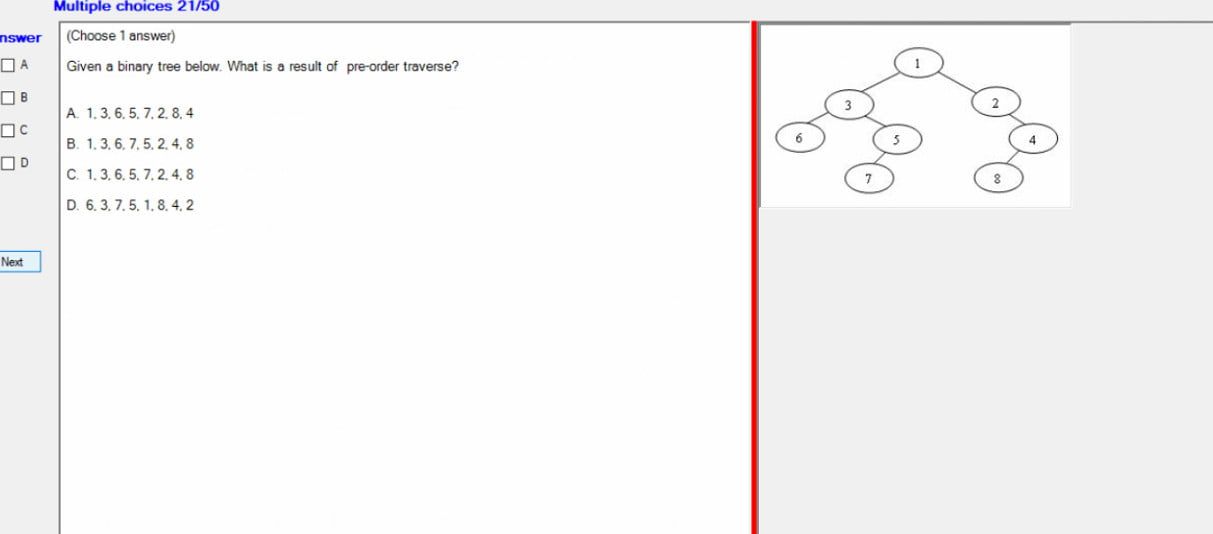 Multiple choices 21/50
nswer
A
B
C
D
Next
(Choose 1 answer)
Given a binary tree below. What is a result of pre-order traverse?
A. 1, 3, 6, 5, 7, 2, 8, 4
B. 1, 3, 6, 7, 5, 2, 4, 8
C. 1, 3, 6, 5, 7, 2, 4, 8
D. 6, 3, 7, 5, 1, 8, 4, 2
1
3 2
6 5 4
7 8